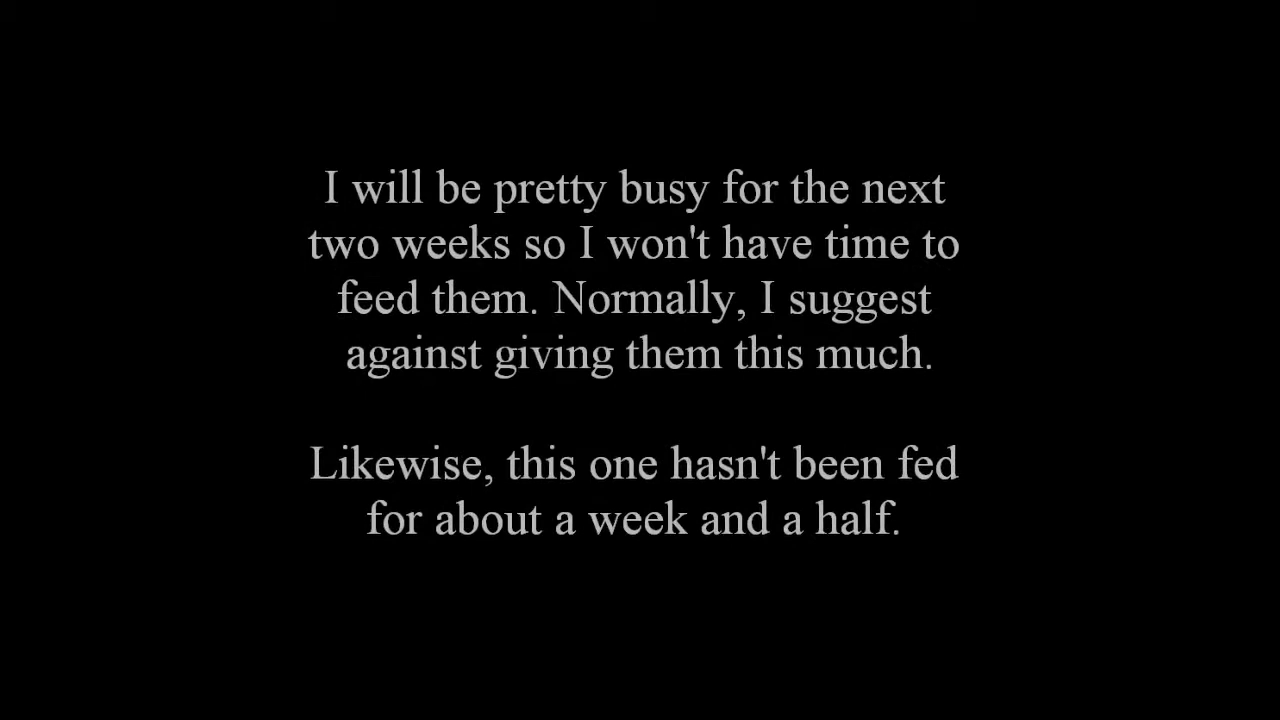 I will be pretty busy for the next
two weeks so I won't have time to
feed them. Normally, I suggest
against giving them this much.
Likewise, this one hasn't been fed
for about a week and a half.